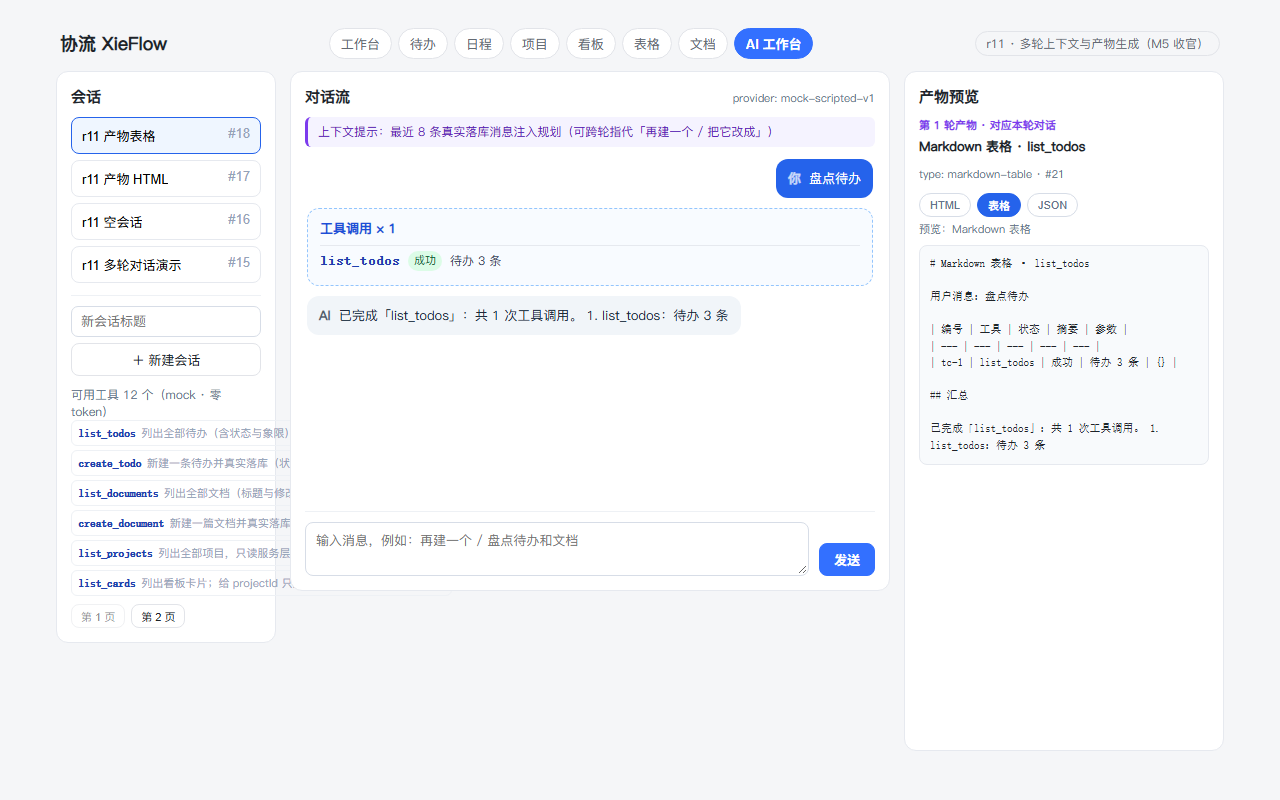 协流 XieFlow
工作台 待办 日程 项目 看板 表格 文档 AI 工作台
r11 · 多轮上下文与产物生成（M5 收官）
会话
r11 产物表格 #18
r11 产物 HTML #17
r11 空会话 #16
r11 多轮对话演示 #15
新会话标题
＋ 新建会话
可用工具 12 个（mock · 零
token）
list_todos 列出全部待办（含状态与象限）
create_todo 新建一条待办并真实落库（状
list_documents 列出全部文档（标题与修改
create_document 新建一篇文档并真实落库
list_projects 列出全部项目，只读服务层
list_cards 列出看板卡片；给 projectId 只
第 1 页 第 2 页
对话流
provider: mock-scripted-v1
上下文提示：最近 8 条真实落库消息注入规划（可跨轮指代「再建一个 / 把它改成」）
你 盘点待办
工具调用 × 1
list_todos 成功 待办 3 条
AI 已完成「list_todos」：共 1 次工具调用。 1. list_todos：待办 3 条
输入消息，例如：再建一个 / 盘点待办和文档
发送
产物预览
第 1 轮产物 · 对应本轮对话
Markdown 表格 · list_todos
type: markdown-table · #21
HTML 表格 JSON
预览：Markdown 表格
# Markdown 表格 · list_todos
用户消息：盘点待办
| 编号 | 工具 | 状态 | 摘要 | 参数 |
| --- | --- | --- | --- | --- |
| tc-1 | list_todos | 成功 | 待办 3 条 | {} |
## 汇总
已完成「list_todos」：共 1 次工具调用。 1.
list_todos：待办 3 条